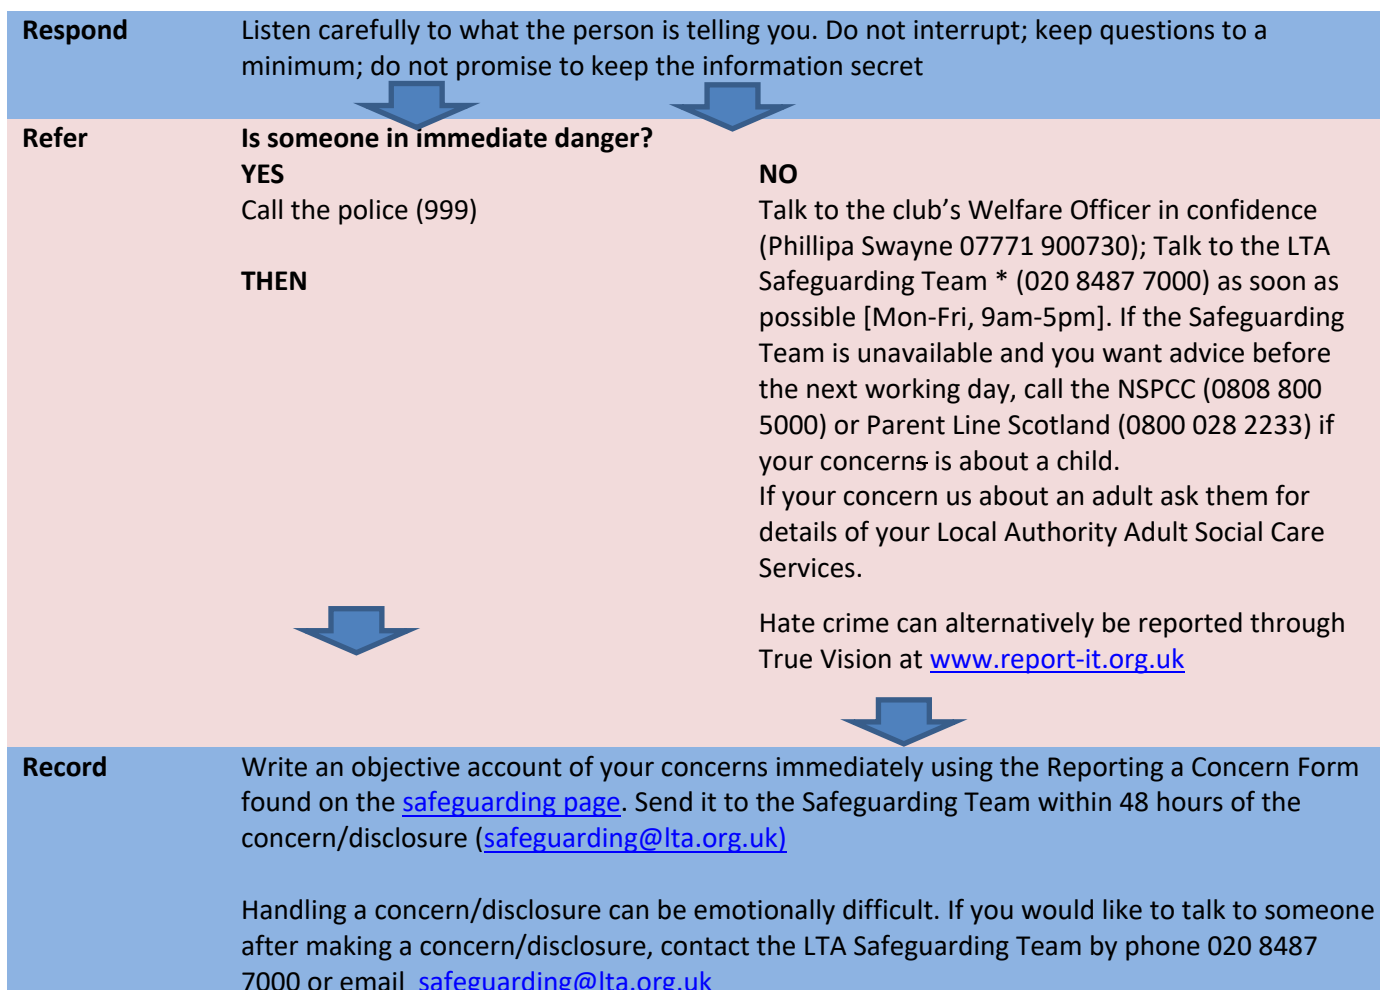 Respond
Listen carefully to what the person is telling you. Do not interrupt; keep questions to a
minimum; do not promise to keep the information secret
Refer
Is someone in immediate danger?
YES
Call the police (999)
THEN
NO
Talk to the club’s Welfare Officer in confidence
(Phillipa Swayne 07771 900730); Talk to the LTA
Safeguarding Team * (020 8487 7000) as soon as
possible [Mon-Fri, 9am-5pm]. If the Safeguarding
Team is unavailable and you want advice before
the next working day, call the NSPCC (0808 800
5000) or Parent Line Scotland (0800 028 2233) if
your concerns is about a child.
If your concern us about an adult ask them for
details of your Local Authority Adult Social Care
Services.
Hate crime can alternatively be reported through
True Vision at www.report-it.org.uk
Record
Write an objective account of your concerns immediately using the Reporting a Concern Form
found on the safeguarding page. Send it to the Safeguarding Team within 48 hours of the
concern/disclosure (safeguarding@lta.org.uk)
Handling a concern/disclosure can be emotionally difficult. If you would like to talk to someone
after making a concern/disclosure, contact the LTA Safeguarding Team by phone 020 8487
7000 or email safeguarding@lta.org.uk